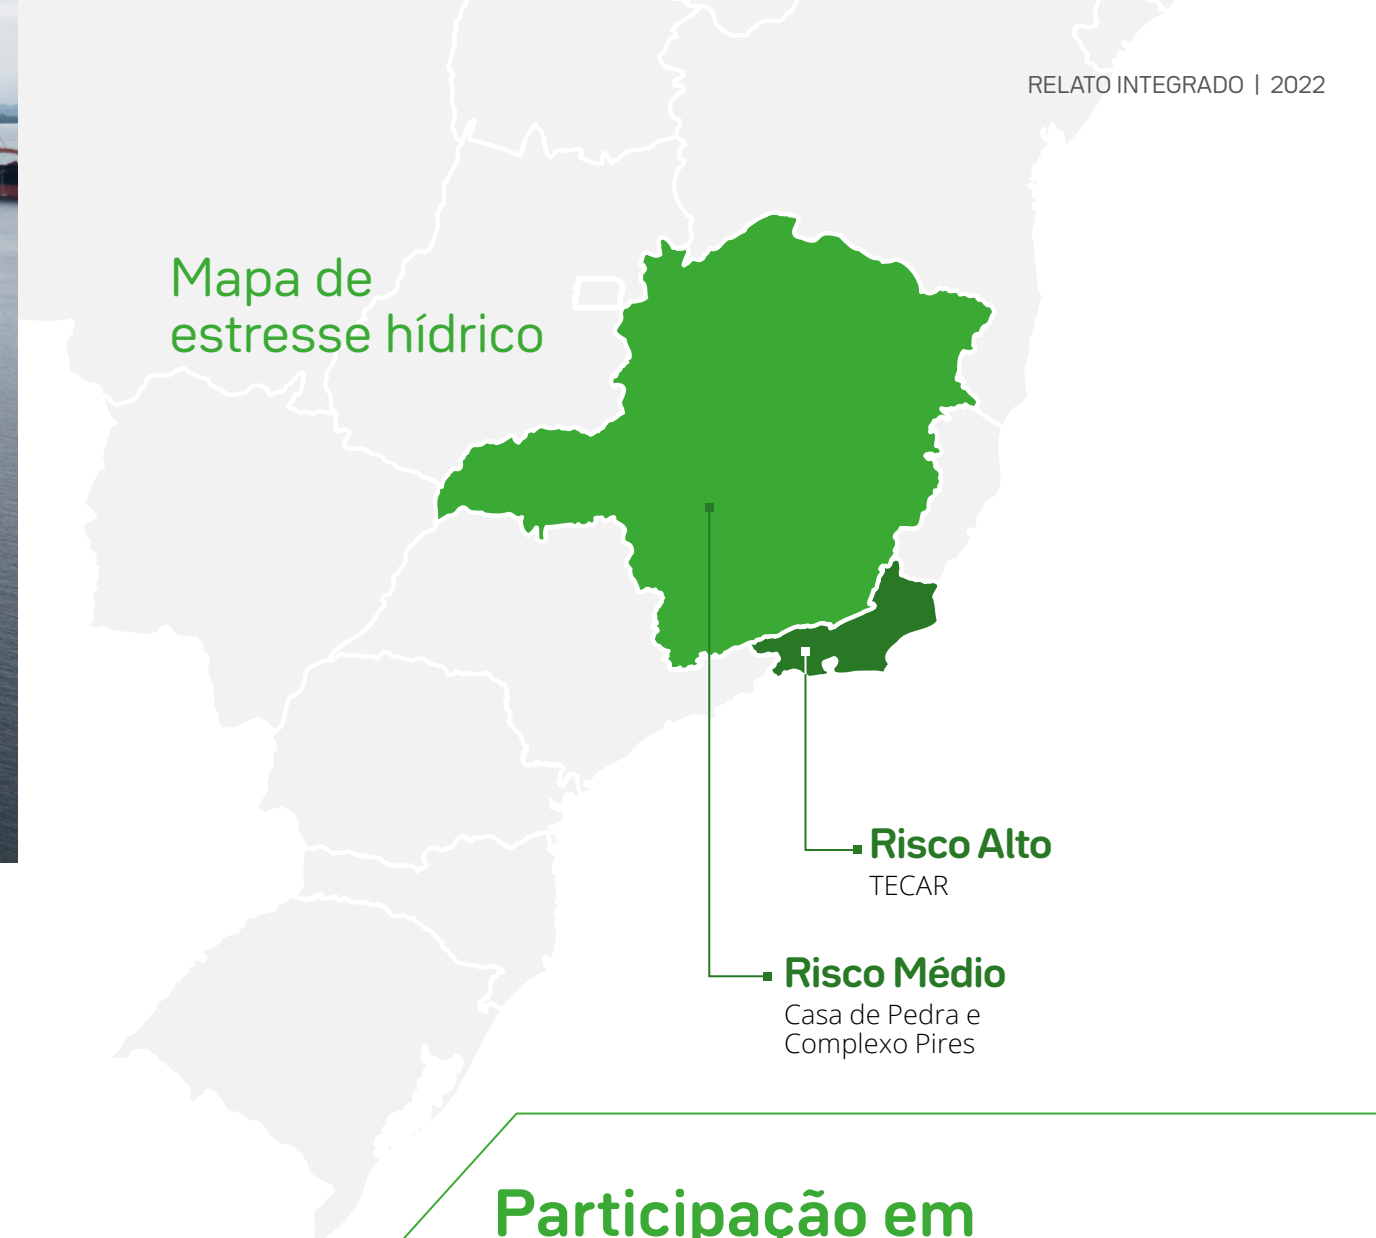 RELATO INTEGRADO | 2022
Mapa de
estresse hídrico
Risco Alto
TECAR
Risco Médio
Casa de Pedra e
Complexo Pires
Participação em